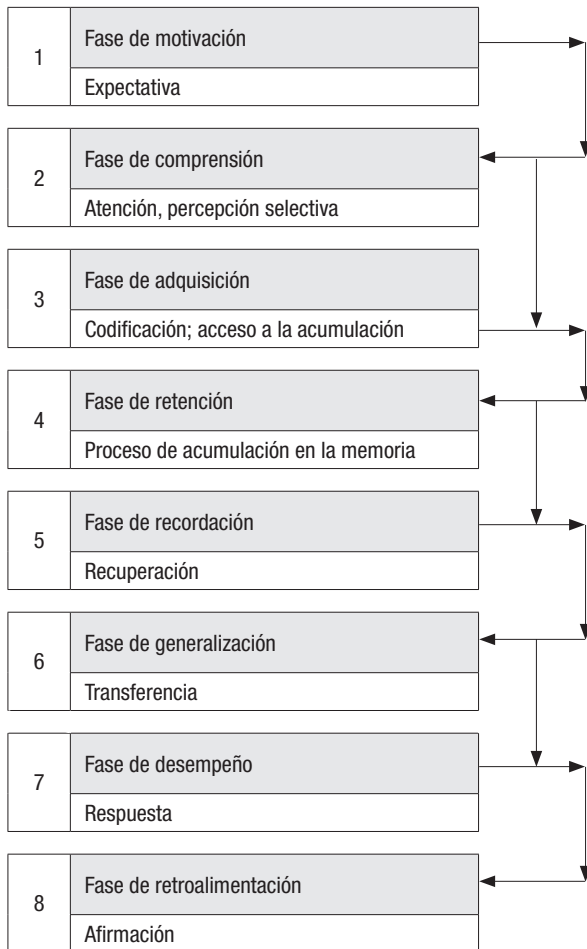 1
Fase de motivación
Expectativa
2
Fase de comprensión
Atención, percepción selectiva
3
Fase de adquisición
Codificación; acceso a la acumulación
4
Fase de retención
Proceso de acumulación en la memoria
5
Fase de recordación
Recuperación
6
Fase de generalización
Transferencia
7
Fase de desempeño
Respuesta
8
Fase de retroalimentación
Afirmación